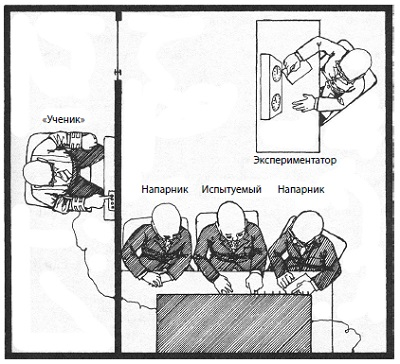 «Ученик»
Экспериментатор
Напарник Испытуемый Напарник